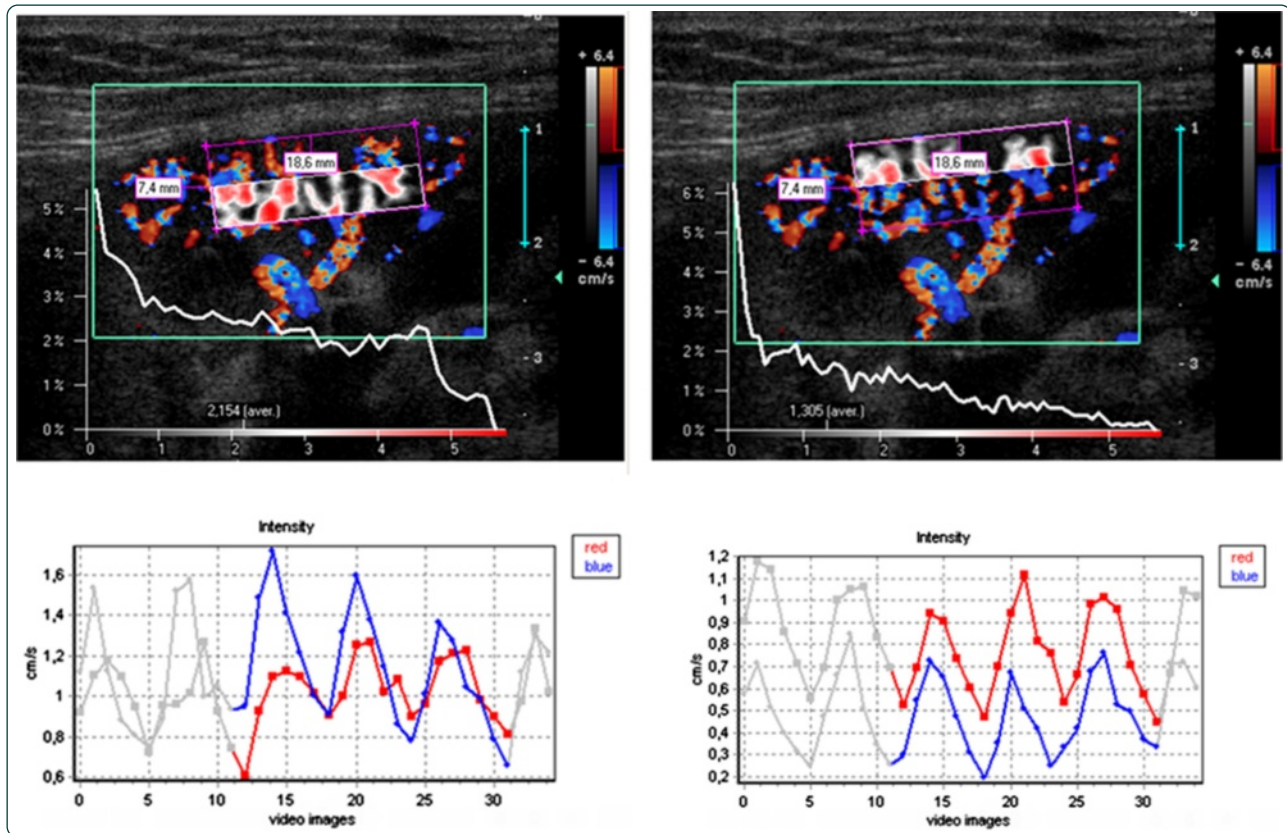 + 6.4
1
18,6 mm
7,4 mm
5%
2
- 6.4
cm/s
4%
3%
2%
- 3
1%
2,154 (aver.)
0%
1 2 3 4 5
0
+ 6.4
1
18,6 mm
7,4 mm
6%
5%
2
- 6.4
cm/s
4%
3%
2%
- 3
1%
1,305 (aver.)
0%
0 1 2 3 4 5
Intensity
red
blue
1,6
1,4
1,2
1
0,8
0,6
cm/s
0 5 10 15 20 25 30
video images
Intensity
red
blue
1,2
1,1
1
0,9
0,8
0,7
0,6
0,5
0,4
0,3
0,2
cm/s
0 5 10 15 20 25 30
video images